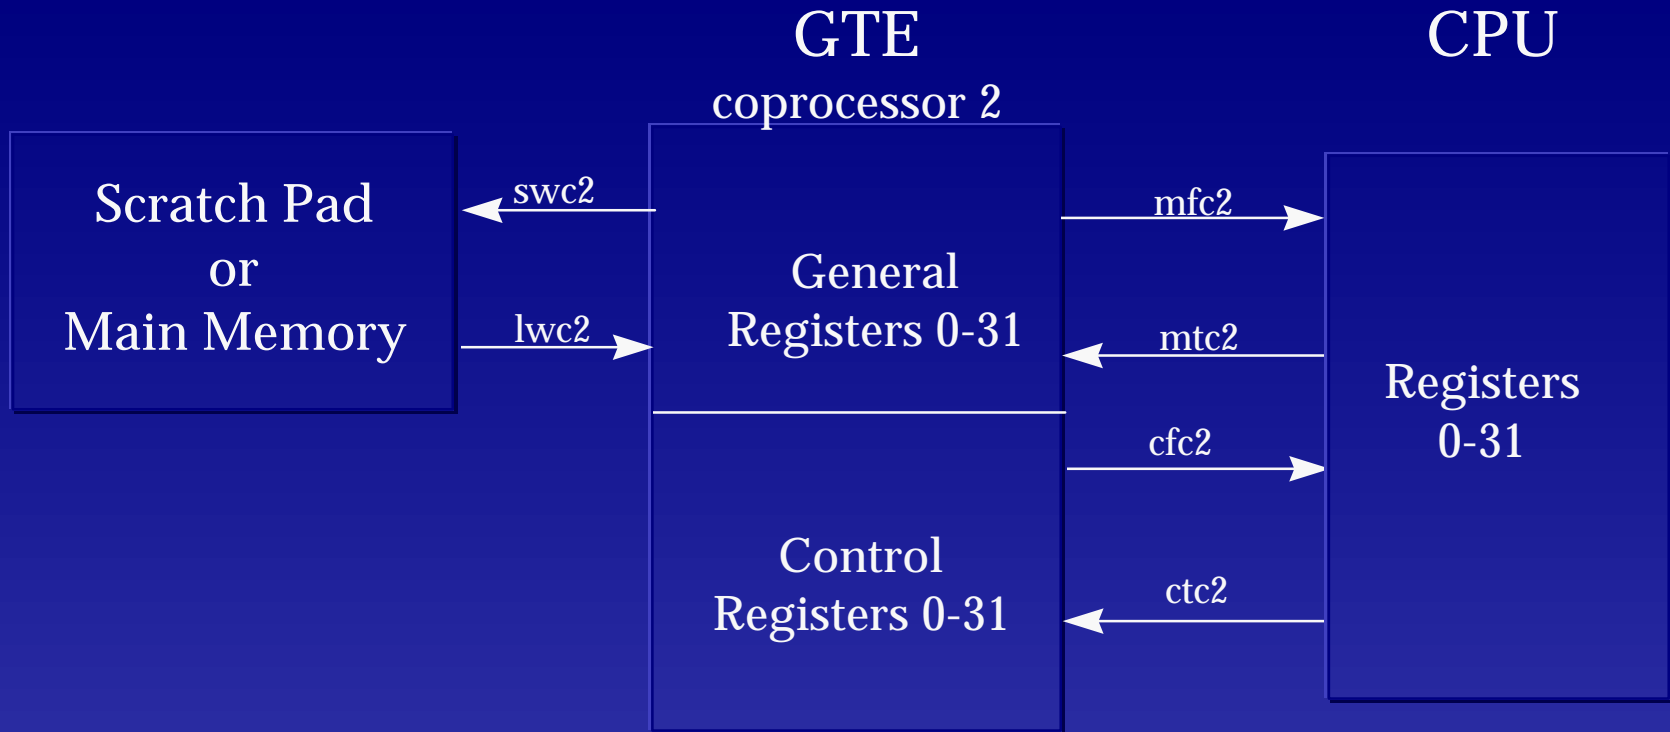 GTE
coprocessor 2
CPU
Scratch Pad
or
Main Memory
swc2
lwc2
General
Registers 0-31
Control
Registers 0-31
mfc2
mtc2
cfc2
ctc2
Registers
0-31